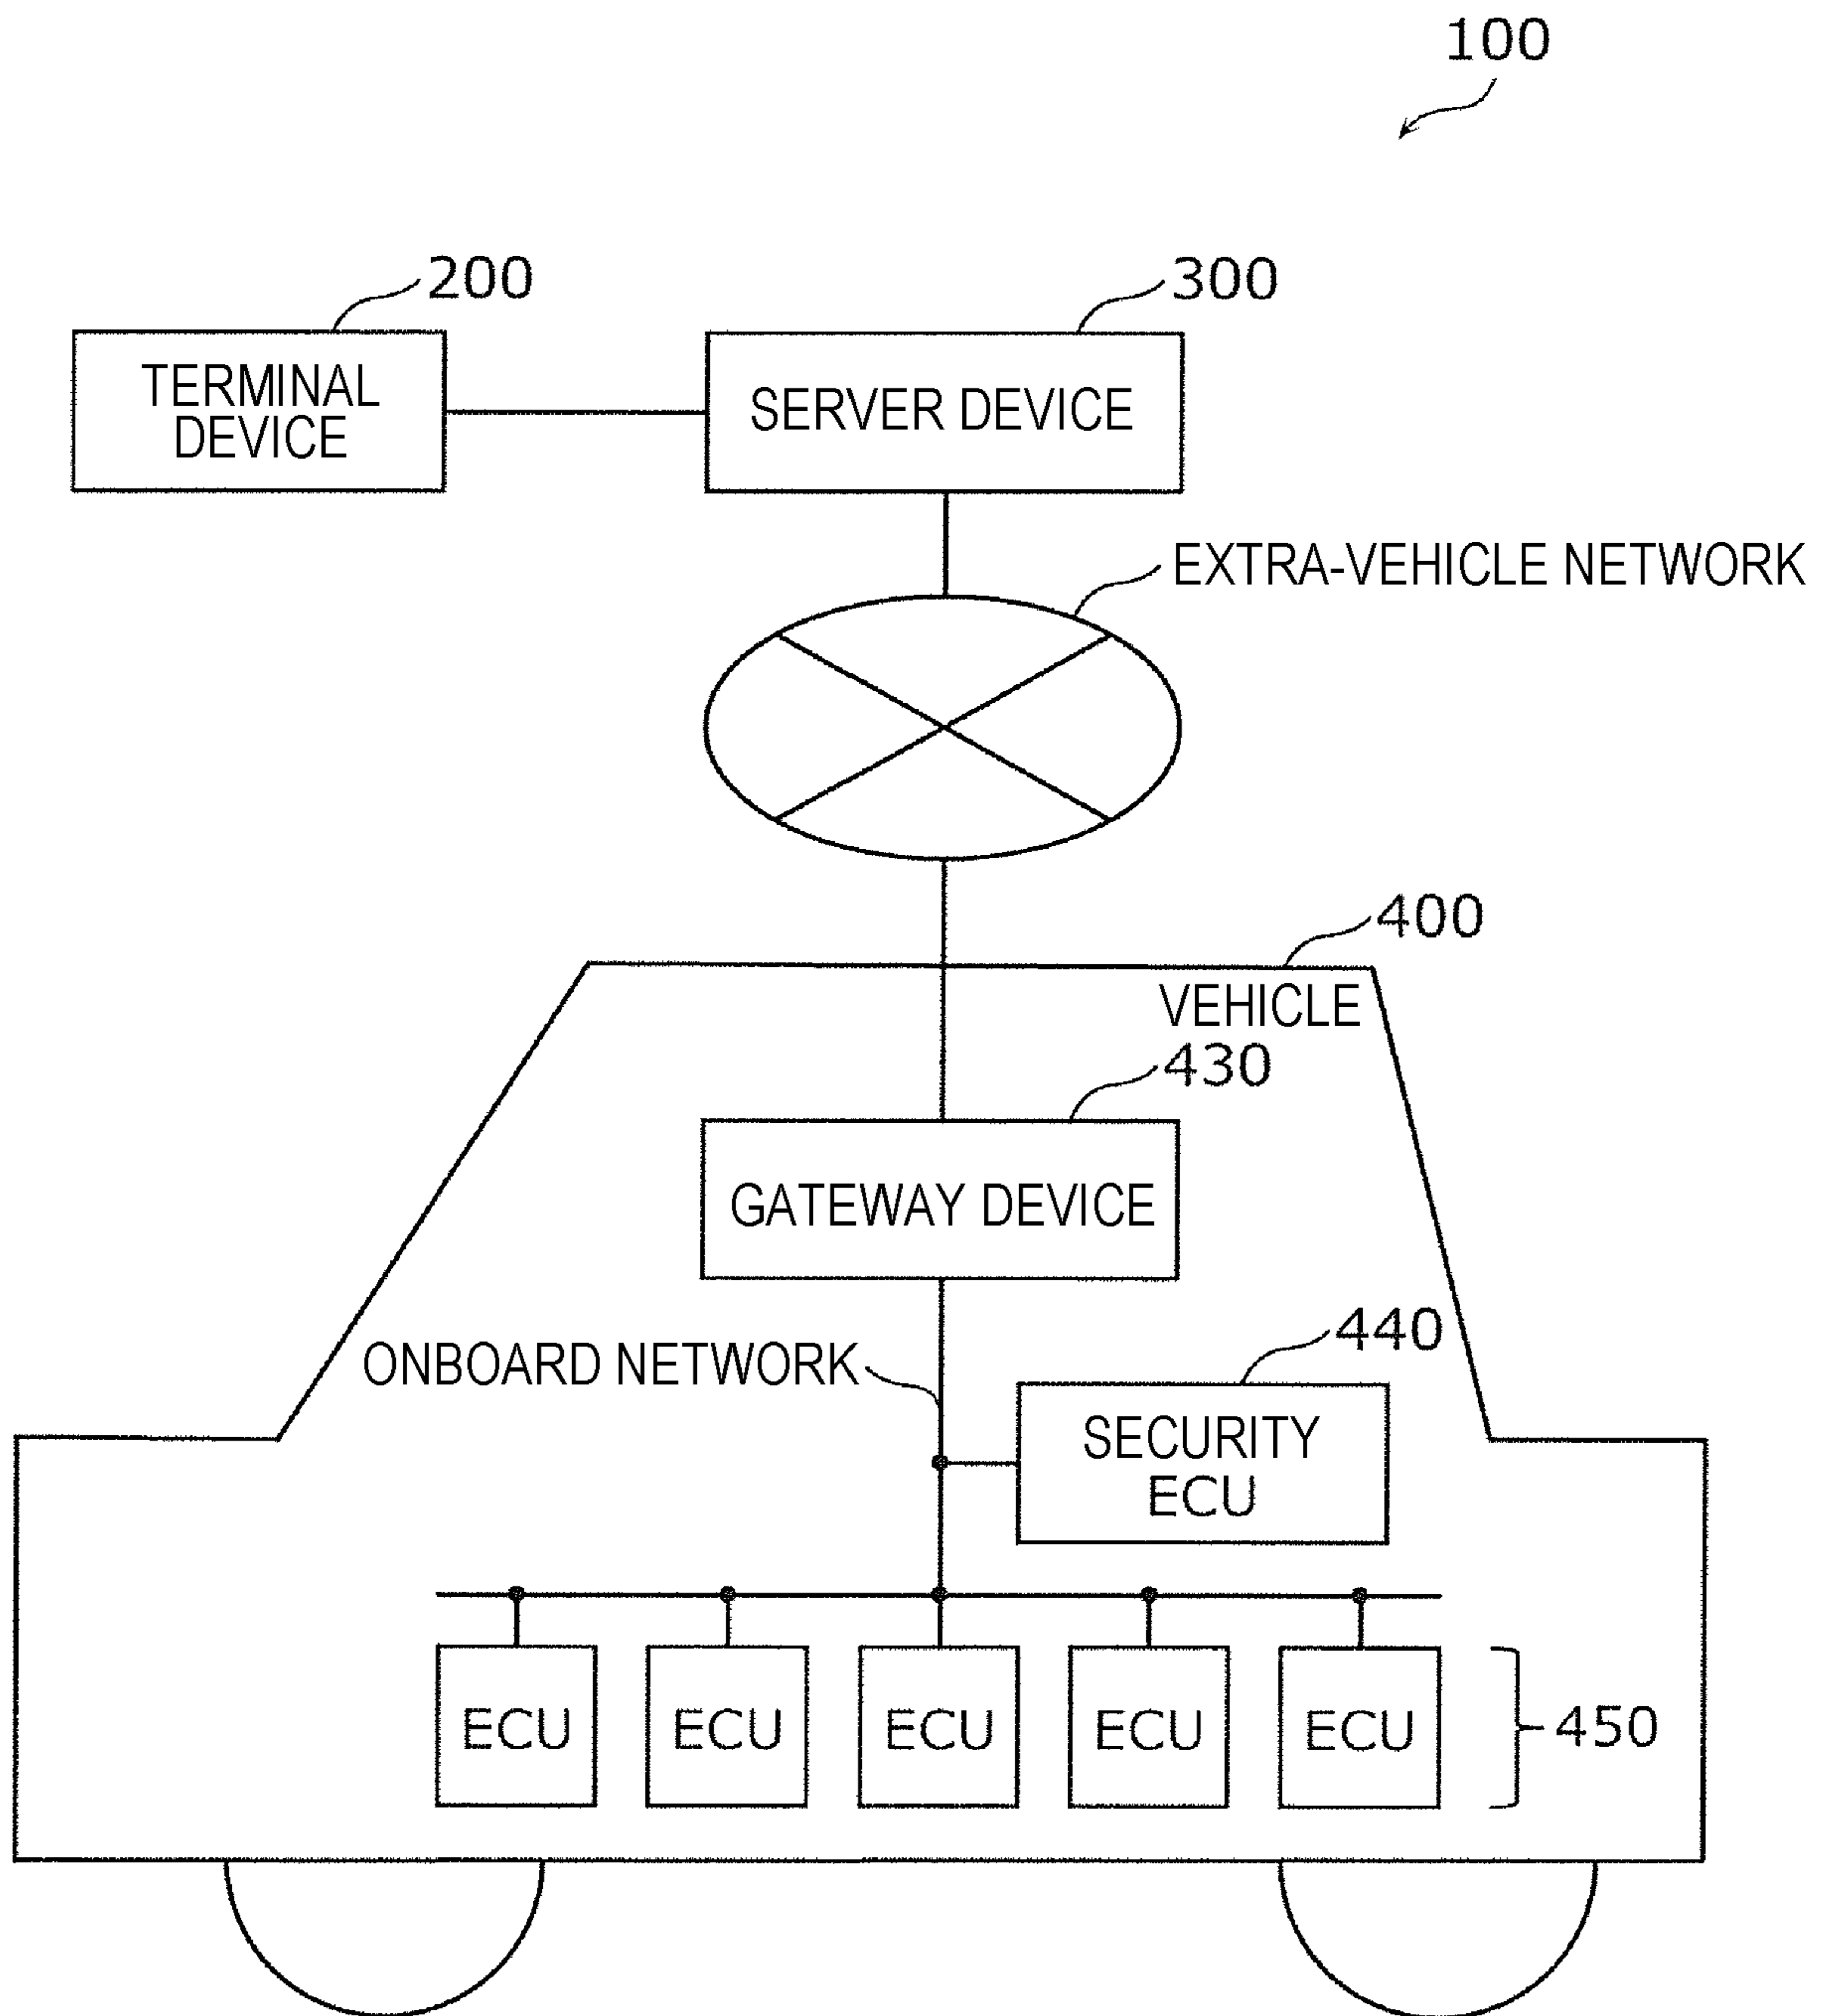 100
200
300
TERMINAL
DEVICE
SERVER DEVICE
EXTRA-VEHICLE NETWORK
400
VEHICLE
430
GATEWAY DEVICE
440
ONBOARD NETWORK
SECURITY
ECU
ECU ECU ECU ECU ECU
450